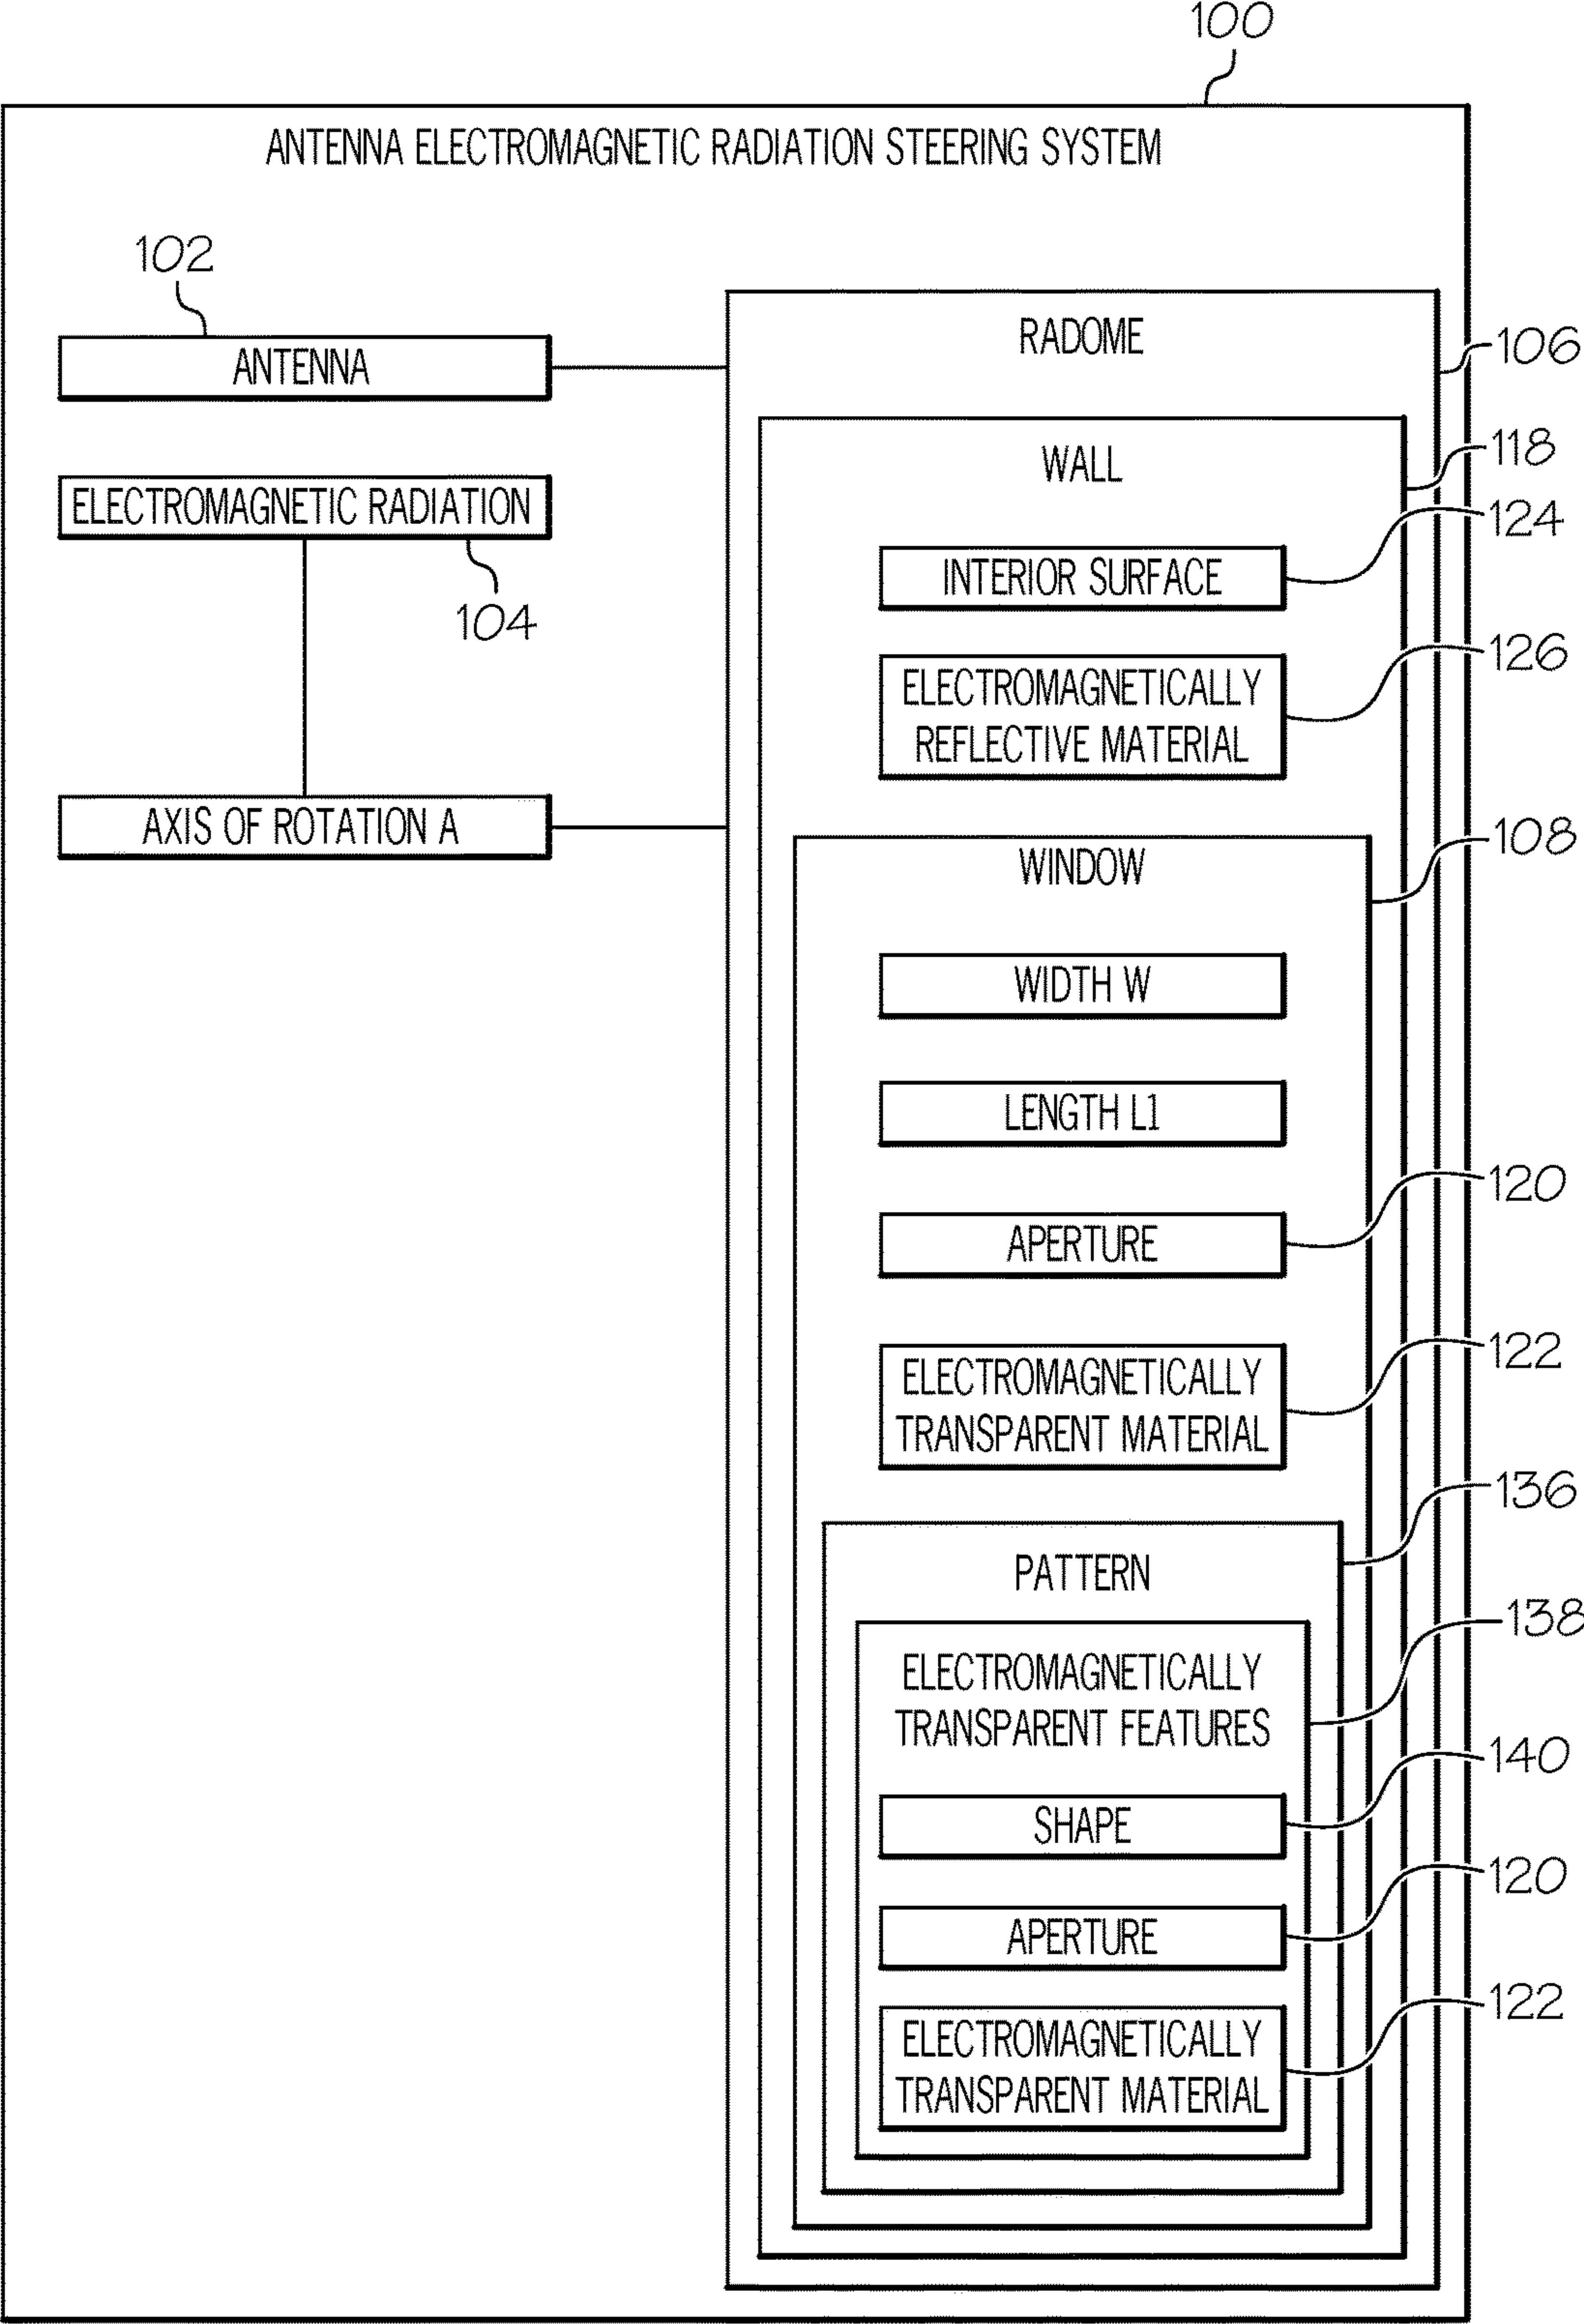 100
ANTENNA ELECTROMAGNETIC RADIATION STEERING SYSTEM
102
ANTENNA
ELECTROMAGNETIC RADIATION
104
AXIS OF ROTATION A
RADOME
106
WALL
118
INTERIOR SURFACE
124
ELECTROMAGNETICALLY
REFLECTIVE MATERIAL
126
WINDOW
108
WIDTH W
LENGTH L1
APERTURE
120
ELECTROMAGNETICALLY
TRANSPARENT MATERIAL
122
PATTERN
136
ELECTROMAGNETICALLY
TRANSPARENT FEATURES
138
SHAPE
140
APERTURE
120
ELECTROMAGNETICALLY
TRANSPARENT MATERIAL
122